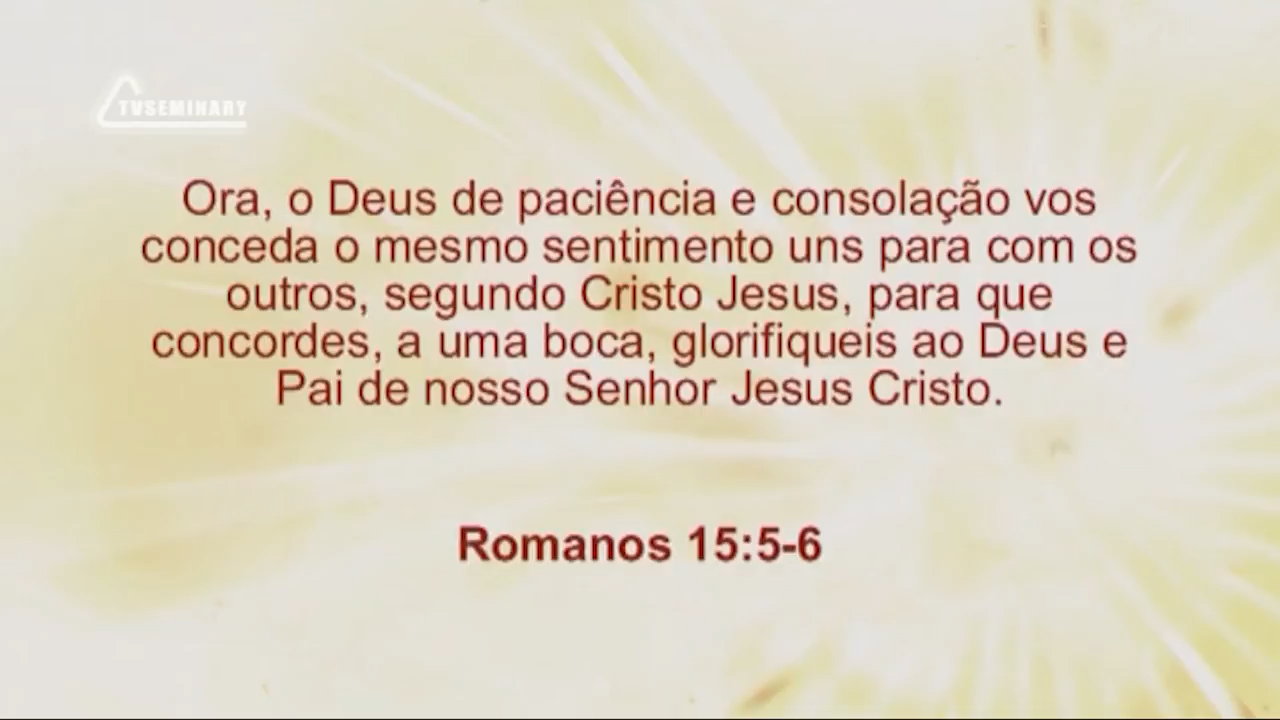 TVSEMINARY
Ora, o Deus de paciência e consolação vos
conceda o mesmo sentimento uns para com os
outros, segundo Cristo Jesus, para que
concordes, a uma boca, glorifiqueis ao Deus e
Pai de nosso Senhor Jesus Cristo.
Romanos 15:5-6